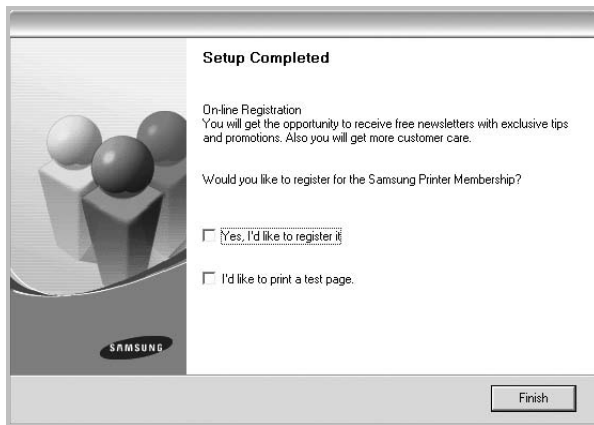 Setup Completed
On-line Registration
You will get the opportunity to receive free newsletters with exclusive tips
and promotions. Also you will get more customer care.
Would you like to register for the Samsung Printer Membership?
Yes, I'd like to register it
I'd like to print a test page.
SAMSUNG
Finish